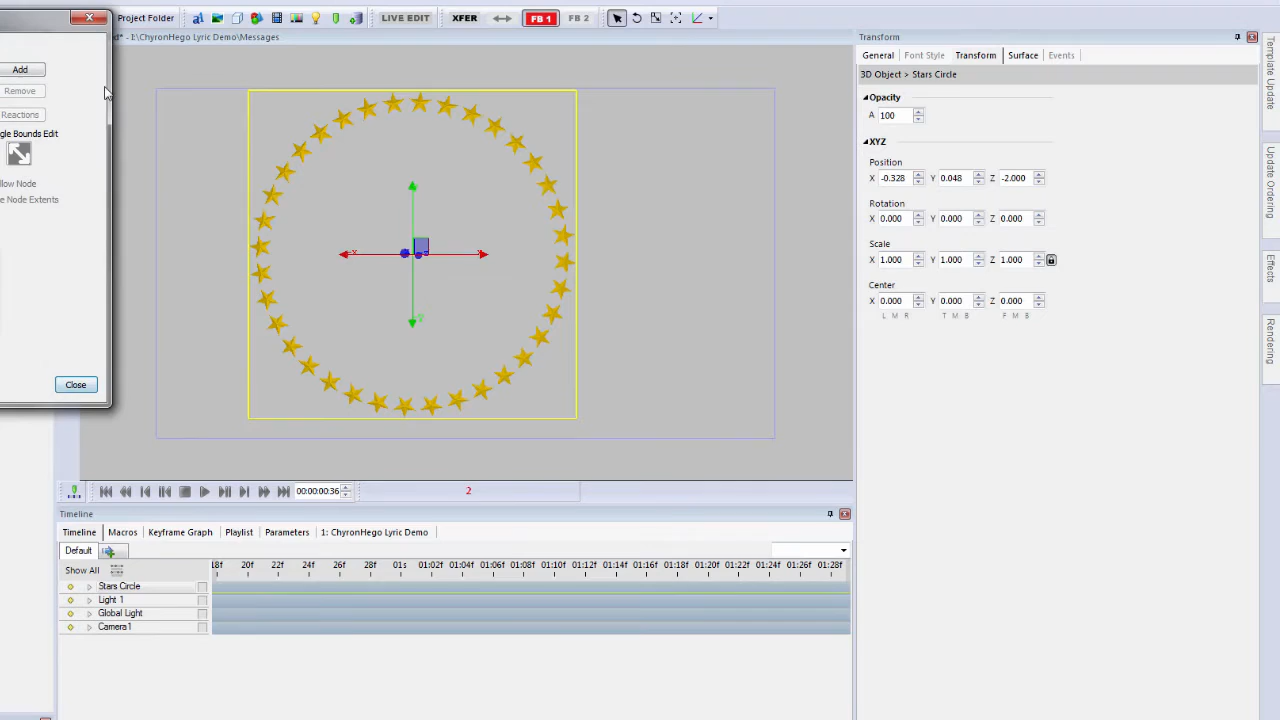 Project Folder
LIVE EDIT
XFER
FB 1
FB 2
d* - I:\ChyronHego Lyric Demo\Messages
Add
Remove
Reactions
gle Bounds Edit
llow Node
e Node Extents
Close
Transform
General Font Style Transform Surface Events
3D Object > Stars Circle
Opacity
A 100
XYZ
Position
X -0.328 Y 0.048 Z -2.000
Rotation
X 0.000 Y 0.000 Z 0.000
Scale
X 1.000 Y 1.000 Z 1.000
Center
X 0.000 Y 0.000 Z 0.000
L M R T M B F M B
Template Update
Update Ordering
Effects
Rendering
00:00:00:36
2
Timeline
Timeline Macros Keyframe Graph Playlist Parameters 1: ChyronHego Lyric Demo
Default
Show All
18f 20f 22f 24f 26f 28f 01s 01:02f 01:04f 01:06f 01:08f 01:10f 01:12f 01:14f 01:16f 01:18f 01:20f 01:22f 01:24f 01:26f 01:28f
Stars Circle
Light 1
Global Light
Camera1